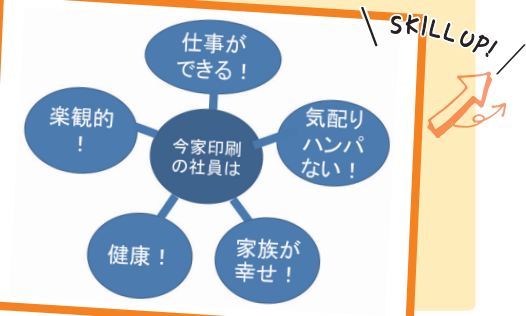 SKILL UP!
仕事が
できる！
気配り
ハンパ
ない！
家族が
幸せ！
健康！
楽観的
！
今家印刷
の社員は